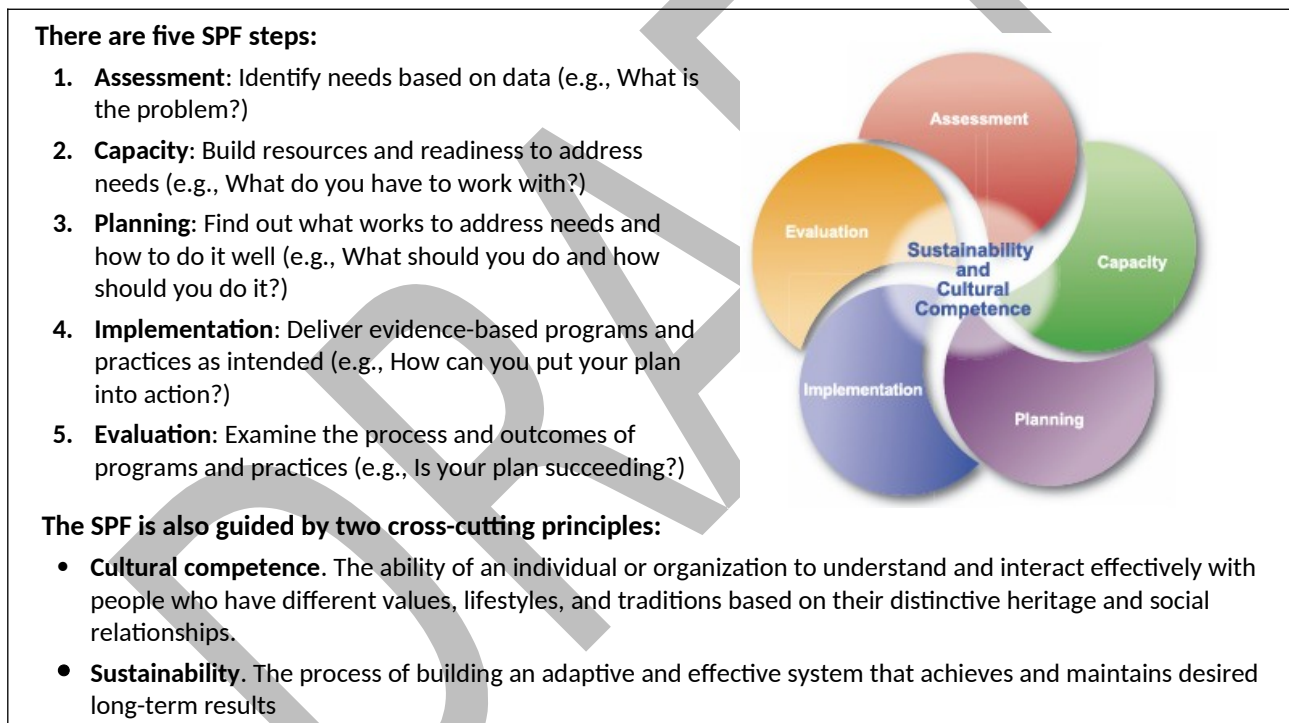 There are five SPF steps:
1. Assessment: Identify needs based on data (e.g., What is
the problem?)
2. Capacity: Build resources and readiness to address
needs (e.g., What do you have to work with?)
3. Planning: Find out what works to address needs and
how to do it well (e.g., What should you do and how
should you do it?)
4. Implementation: Deliver evidence-based programs and
practices as intended (e.g., How can you put your plan
into action?)
5. Evaluation: Examine the process and outcomes of
programs and practices (e.g., Is your plan succeeding?)
Assessment
Evaluation
Capacity
Sustainability
and
Cultural
Competence
Implementation
Planning
The SPF is also guided by two cross-cutting principles:
• Cultural competence. The ability of an individual or organization to understand and interact effectively with
people who have different values, lifestyles, and traditions based on their distinctive heritage and social
relationships.
• Sustainability. The process of building an adaptive and effective system that achieves and maintains desired
long-term results
DRA